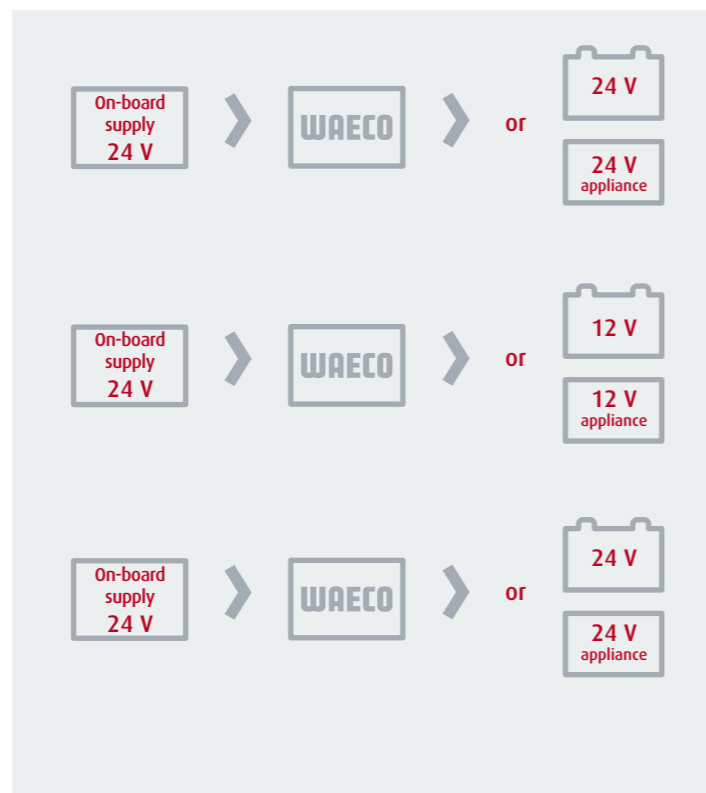 On-board
supply
24 V
WAECO
or
24 V
24 V
appliance
On-board
supply
24 V
WAECO
or
12 V
12 V
appliance
On-board
supply
24 V
WAECO
or
24 V
24 V
appliance